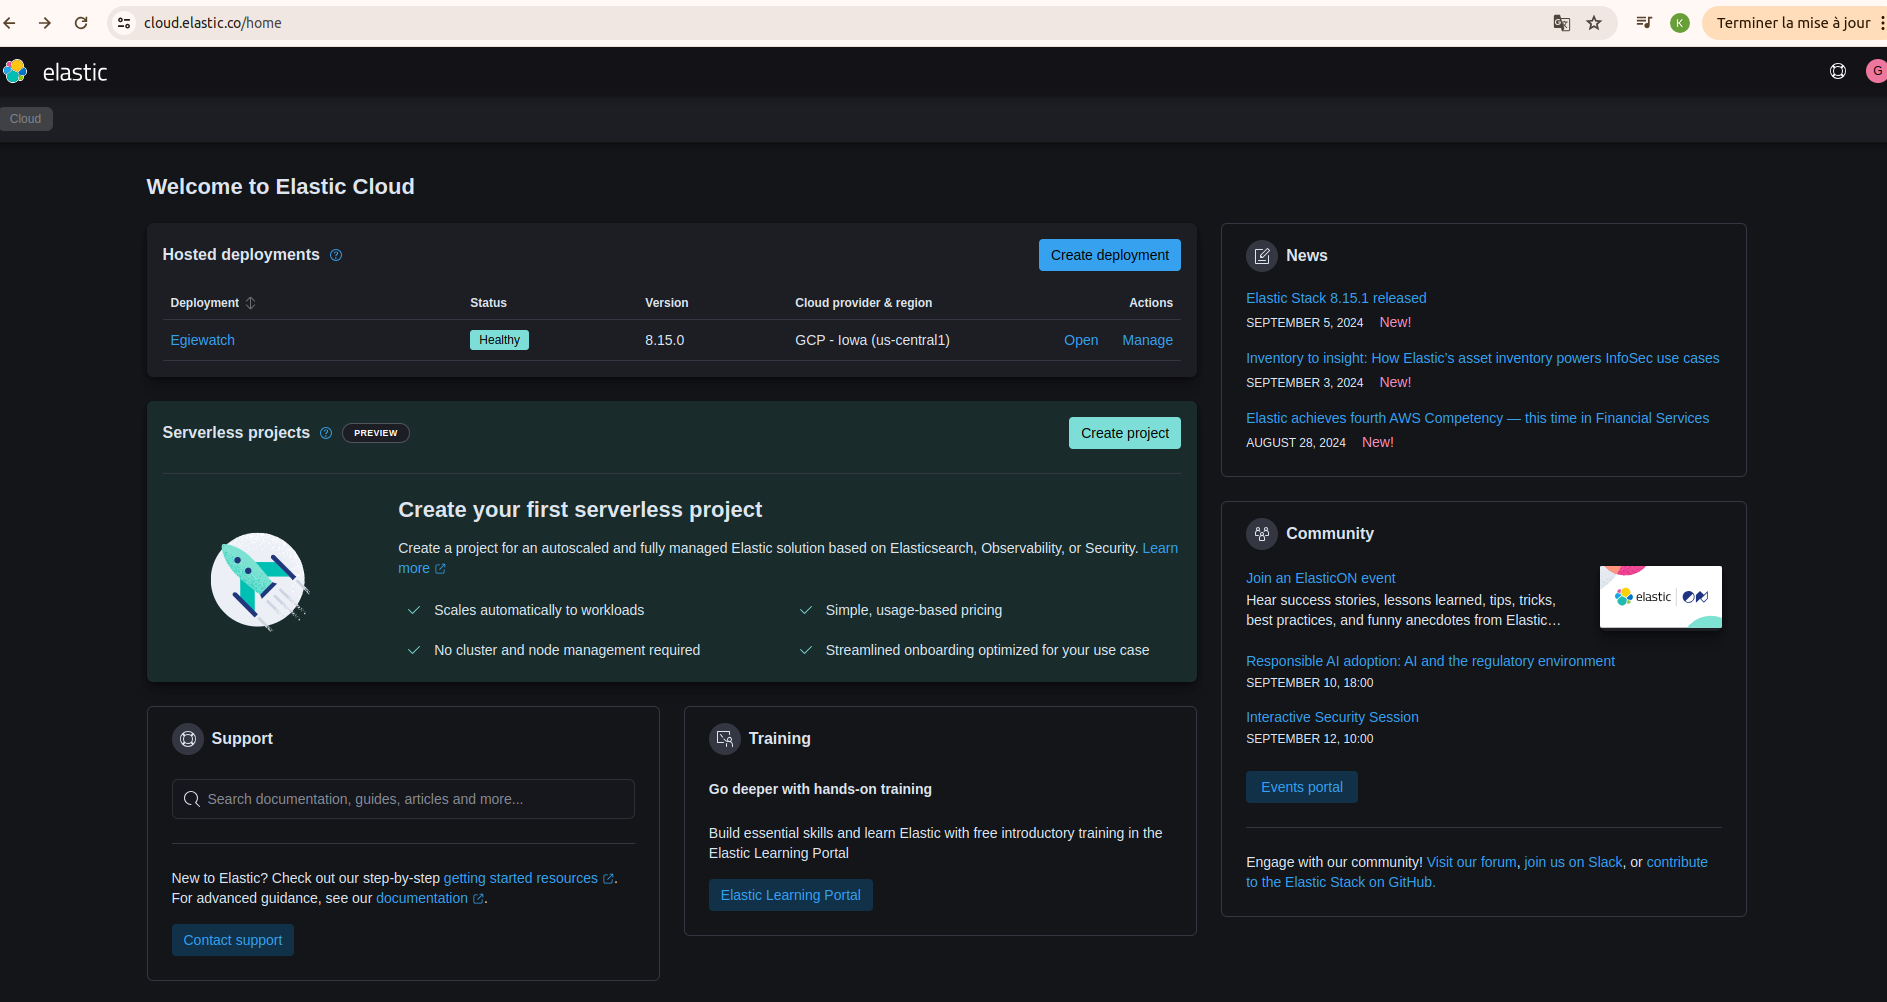 cloud.elastic.co/home
K
Terminer la mise à jour
elastic
G
Cloud
Welcome to Elastic Cloud
Hosted deployments
Create deployment
Deployment Status Version Cloud provider & region Actions
Egiewatch Healthy 8.15.0 GCP - Iowa (us-central1) Open Manage
Serverless projects PREVIEW
Create project
Create your first serverless project
Create a project for an autoscaled and fully managed Elastic solution based on Elasticsearch, Observability, or Security. Learn
more
Scales automatically to workloads
Simple, usage-based pricing
No cluster and node management required
Streamlined onboarding optimized for your use case
Support
Search documentation, guides, articles and more...
New to Elastic? Check out our step-by-step getting started resources.
For advanced guidance, see our documentation.
Contact support
Training
Go deeper with hands-on training
Build essential skills and learn Elastic with free introductory training in the
Elastic Learning Portal
Elastic Learning Portal
News
Elastic Stack 8.15.1 released
SEPTEMBER 5, 2024 New!
Inventory to insight: How Elastic's asset inventory powers InfoSec use cases
SEPTEMBER 3, 2024 New!
Elastic achieves fourth AWS Competency — this time in Financial Services
AUGUST 28, 2024 New!
Community
Join an ElasticON event
Hear success stories, lessons learned, tips, tricks,
best practices, and funny anecdotes from Elastic…
elastic
Responsible AI adoption: AI and the regulatory environment
SEPTEMBER 10, 18:00
Interactive Security Session
SEPTEMBER 12, 10:00
Events portal
Engage with our community! Visit our forum, join us on Slack, or contribute
to the Elastic Stack on GitHub.